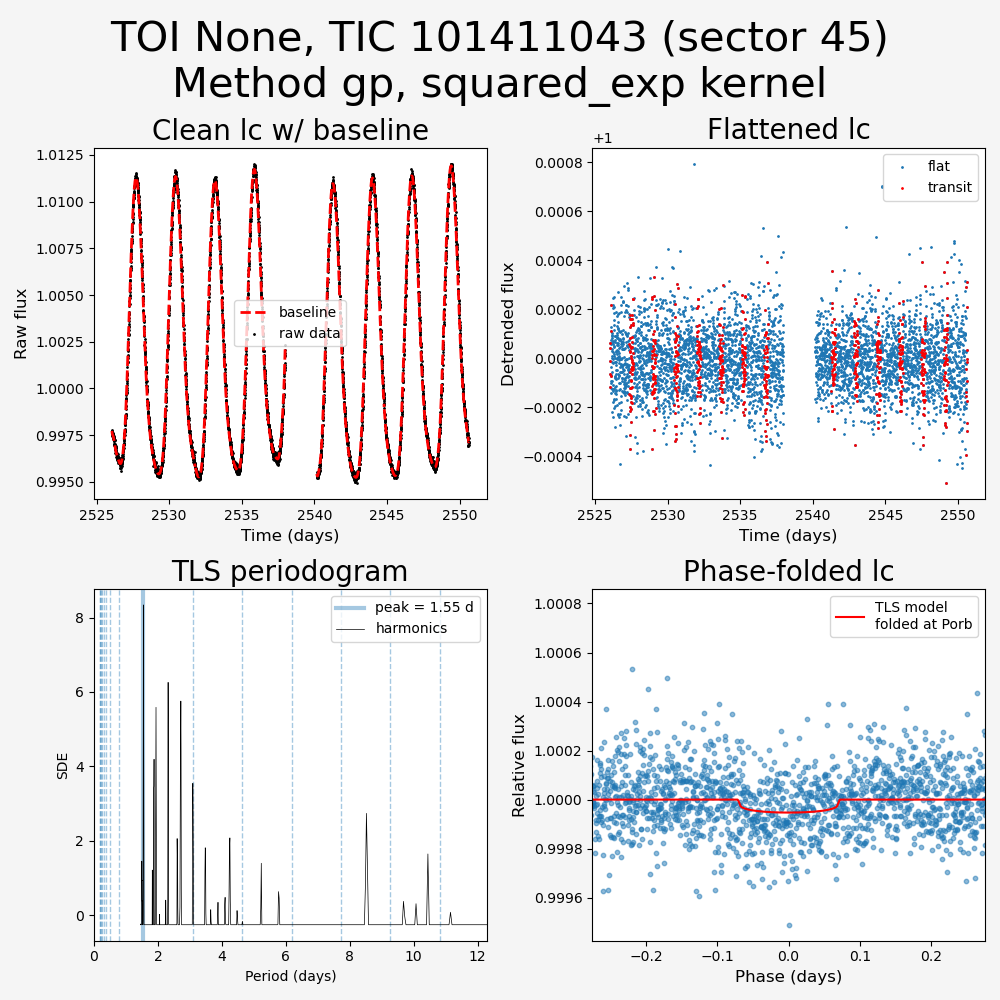 TOI None, TIC 101411043 (sector 45)
Method gp, squared_exp kernel
Clean lc w/ baseline
1.0125
1.0100
1.0075
1.0050
1.0025
1.0000
0.9975
0.9950
Raw flux
baseline
raw data
2525
2530
2535
2540
2545
2550
Time (days)
Flattened lc
+1
0.0008
0.0006
0.0004
0.0002
0.0000
−0.0002
−0.0004
Detrended flux
flat
transit
2525
2530
2535
2540
2545
2550
Time (days)
TLS periodogram
8
6
4
2
0
SDE
peak = 1.55 d
harmonics
0
2
4
6
8
10
12
Period (days)
Phase-folded lc
1.0008
1.0006
1.0004
1.0002
1.0000
0.9998
0.9996
Relative flux
TLS model
folded at Porb
−0.2
−0.1
0.0
0.1
0.2
Phase (days)